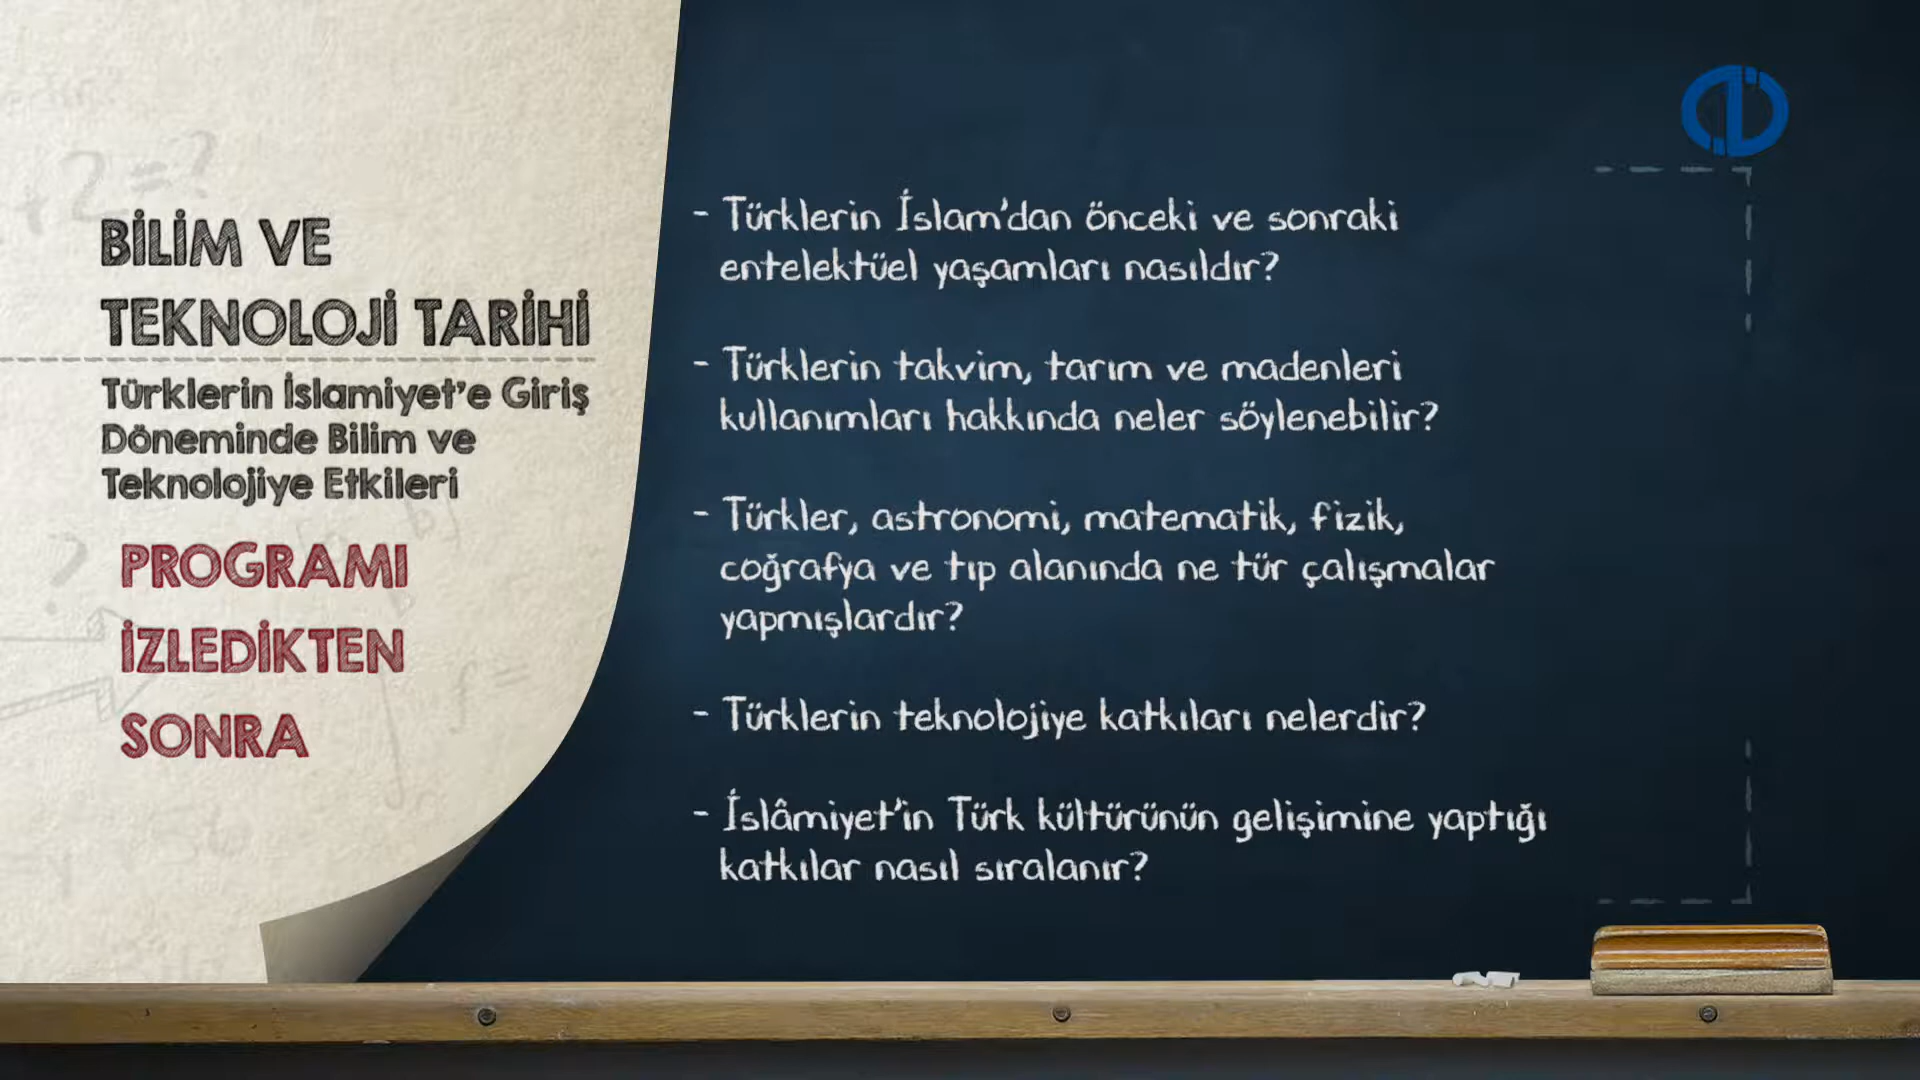 BİLİM VE
TEKNOLOJİ TARİHİ
Türklerin İslamiyet'e Giriş
Döneminde Bilim ve
Teknolojiye Etkileri
PROGRAMI
İZLEDİKTEN
SONRA
- Türklerin İslam'dan önceki ve sonraki
entelektüel yaşamları nasıldır?
- Türklerin takvim, tarım ve madenleri
kullanımları hakkında neler söylenebilir?
- Türkler, astronomi, matematik, fizik,
coğrafya ve tıp alanında ne tür çalışmalar
yapmışlardır?
- Türklerin teknolojiye katkıları nelerdir?
- İslâmiyet'in Türk kültürünün gelişimine yaptığı
katkılar nasıl sıralanır?